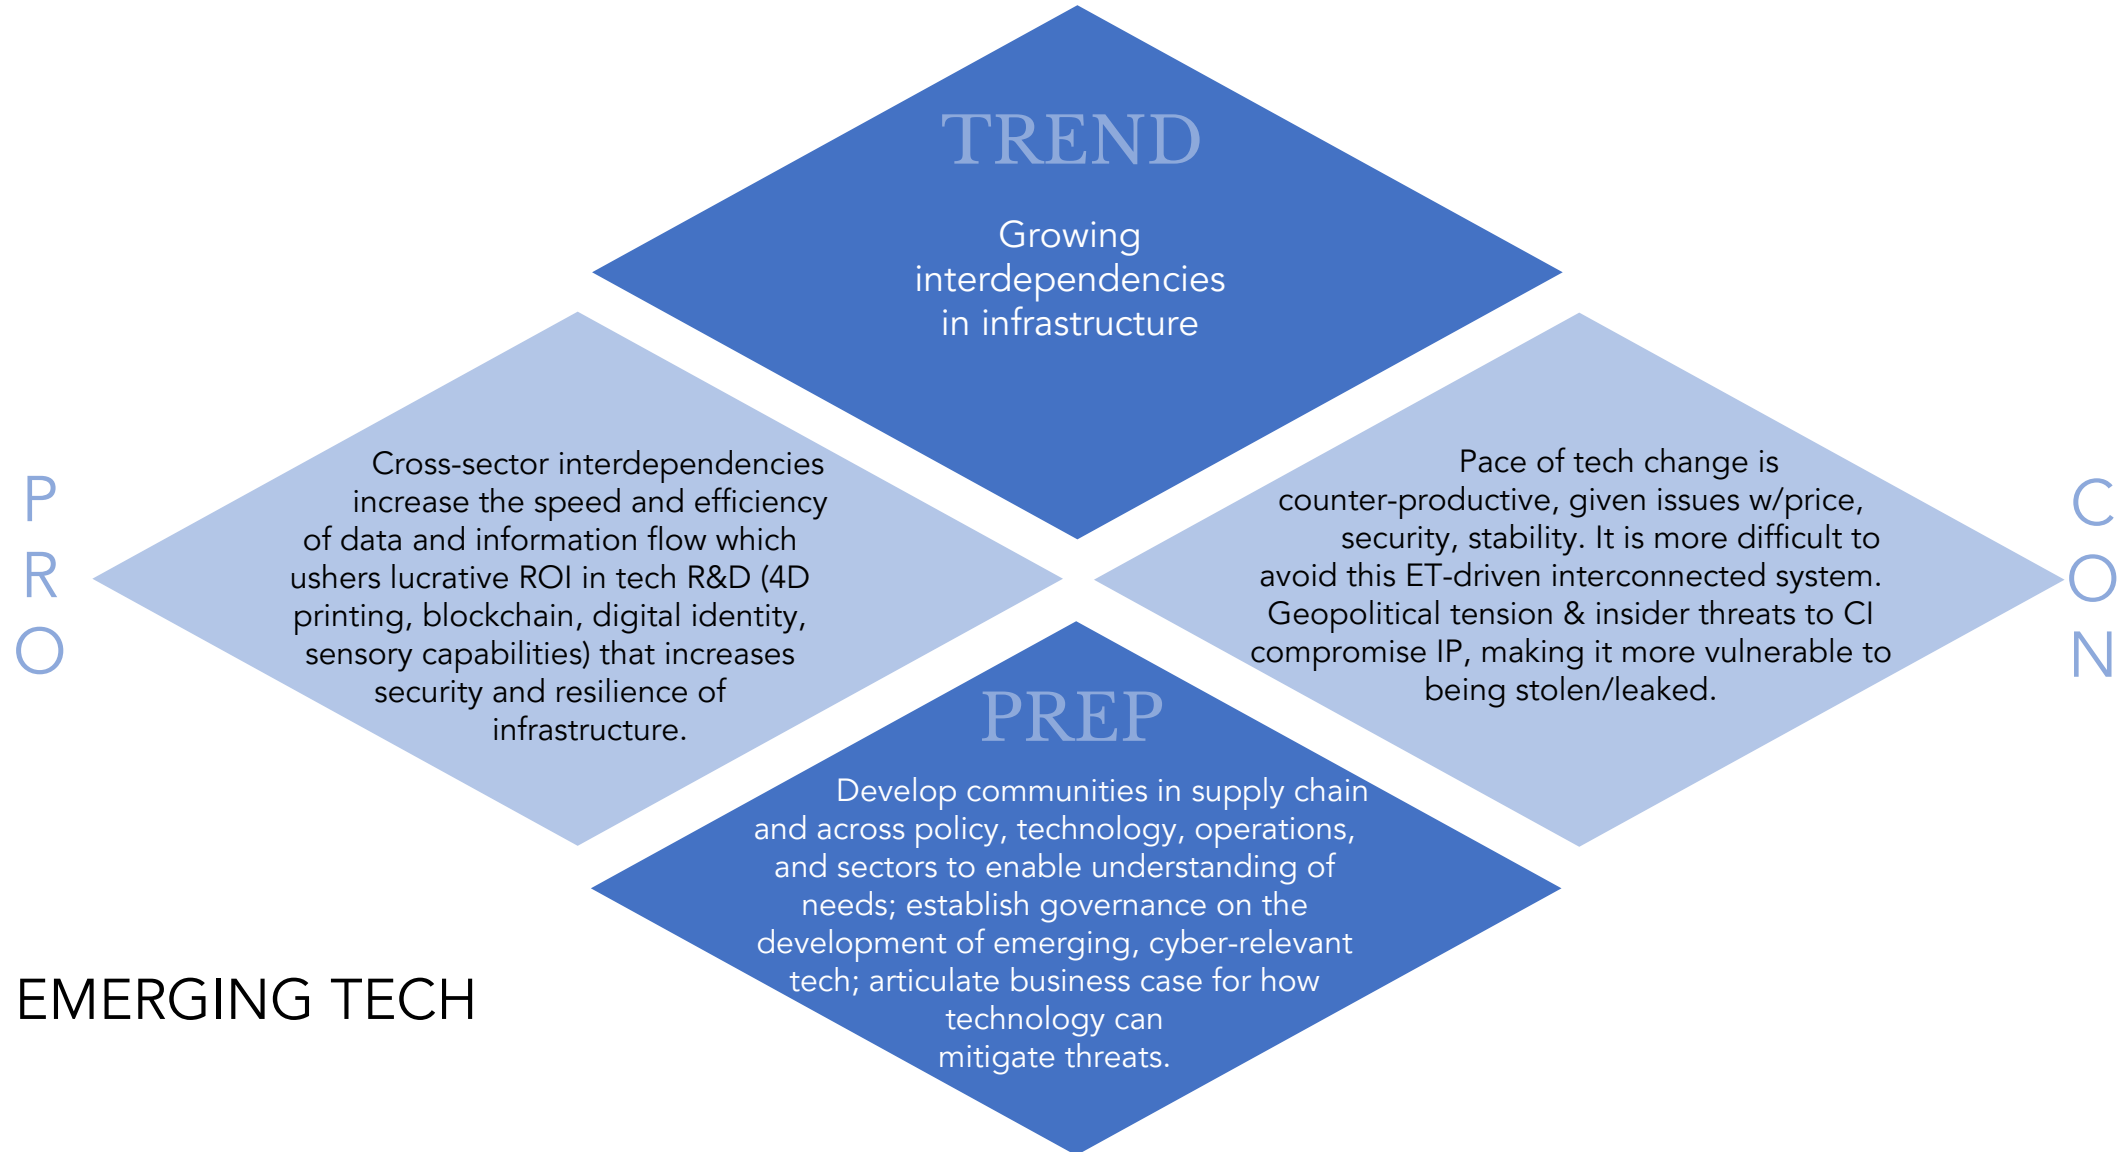 TREND
Growing
interdependencies
in infrastructure
P
R
O
Cross-sector interdependencies
increase the speed and efficiency
of data and information flow which
ushers lucrative ROI in tech R&D (4D
printing, blockchain, digital identity,
sensory capabilities) that increases
security and resilience of
infrastructure.
Pace of tech change is
counter-productive, given issues w/price,
security, stability. It is more difficult to
avoid this ET-driven interconnected system.
Geopolitical tension & insider threats to CI
compromise IP, making it more vulnerable to
being stolen/leaked.
C
O
N
PREP
Develop communities in supply chain
and across policy, technology, operations,
and sectors to enable understanding of
needs; establish governance on the
development of emerging, cyber-relevant
tech; articulate business case for how
technology can
mitigate threats.
EMERGING TECH